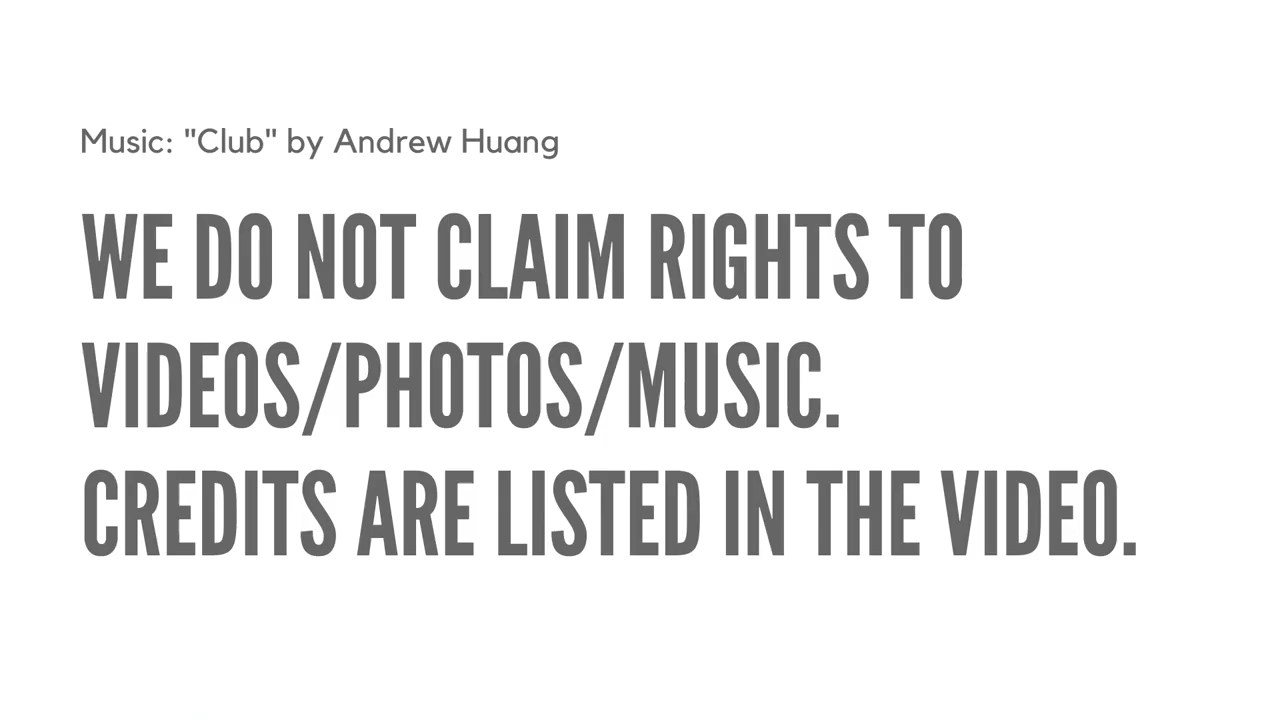 Music: "Club" by Andrew Huang
WE DO NOT CLAIM RIGHTS TO
VIDEOS/PHOTOS/MUSIC.
CREDITS ARE LISTED IN THE VIDEO.